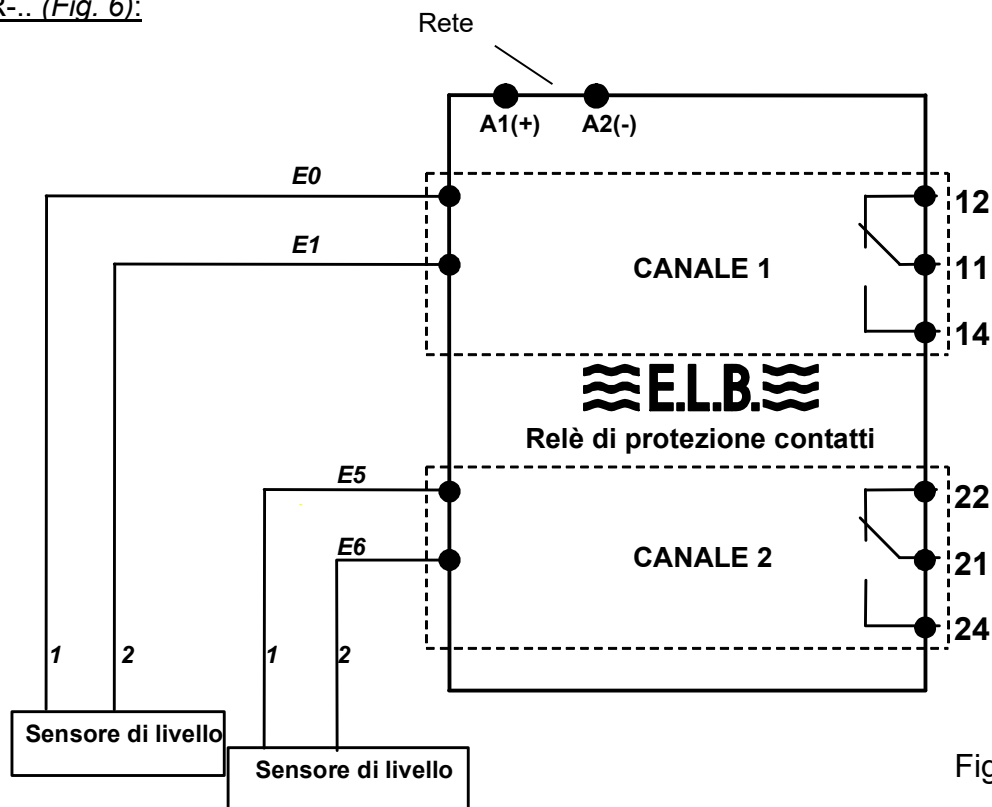 R-.. (Fig. 6):
Rete
A1(+) A2(-)
E0
12
E1
CANALE 1
11
14
E.L.B.
Relè di protezione contatti
E5
22
E6
CANALE 2
21
24
1 2 1 2
Sensore di livello
Sensore di livello
Fig